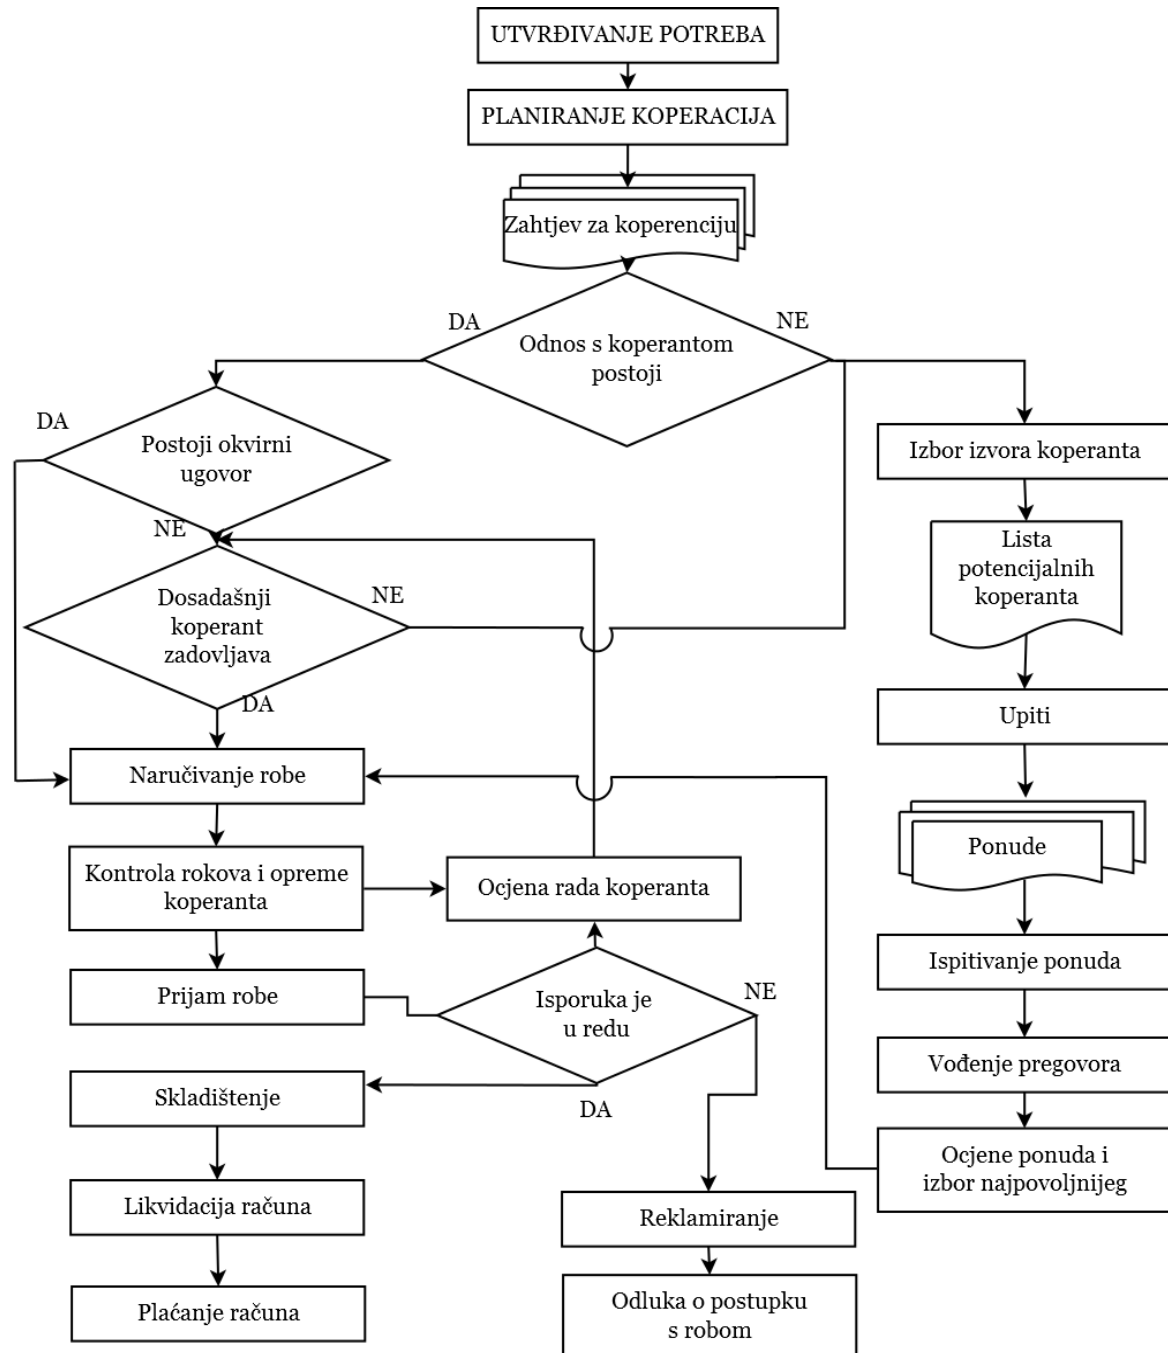 UTVRĐIVANJE POTREBA
PLANIRANJE KOPERACIJA
Zahtjev za koperenciju
DA
NE
Odnos s koperantom
postoji
DA
Postoji okvirni
ugovor
Izbor izvora koperanta
NE
Lista
potencijalnih
koperanta
Dosadašnji
koperant
zadovljava
NE
DA
Upiti
Naručivanje robe
Ponude
Kontrola rokova i opreme
koperanta
Ocjena rada koperanta
Ispitivanje ponuda
Prijam robe
Isporuka je
u redu
NE
Vođenje pregovora
Skladištenje
DA
Ocjene ponuda i
izbor najpovoljnijeg
Likvidacija računa
Reklamiranje
Plaćanje računa
Odluka o postupku
s robom